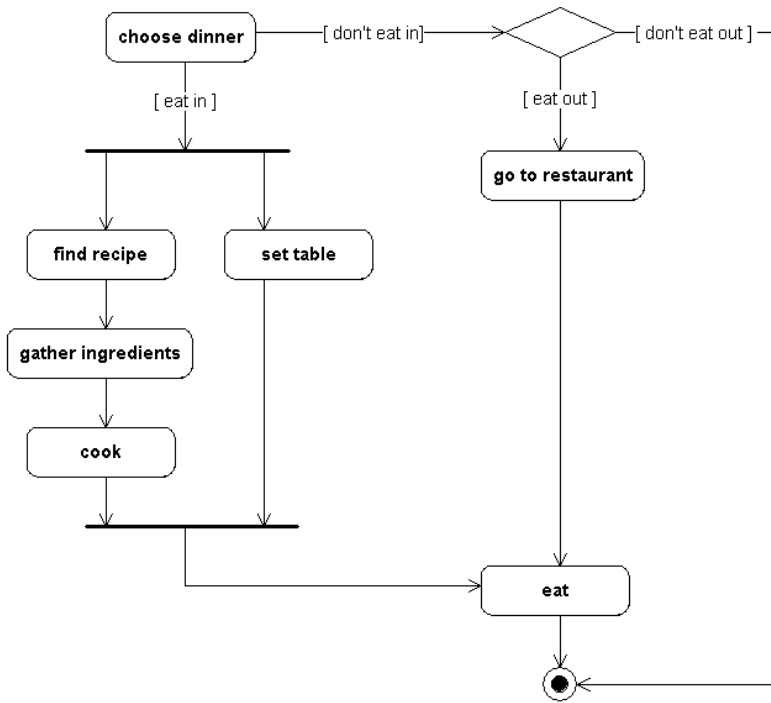 choose dinner
[ don't eat in]
[ don't eat out ]
[ eat in ]
[ eat out ]
go to restaurant
find recipe
set table
gather ingredients
cook
eat